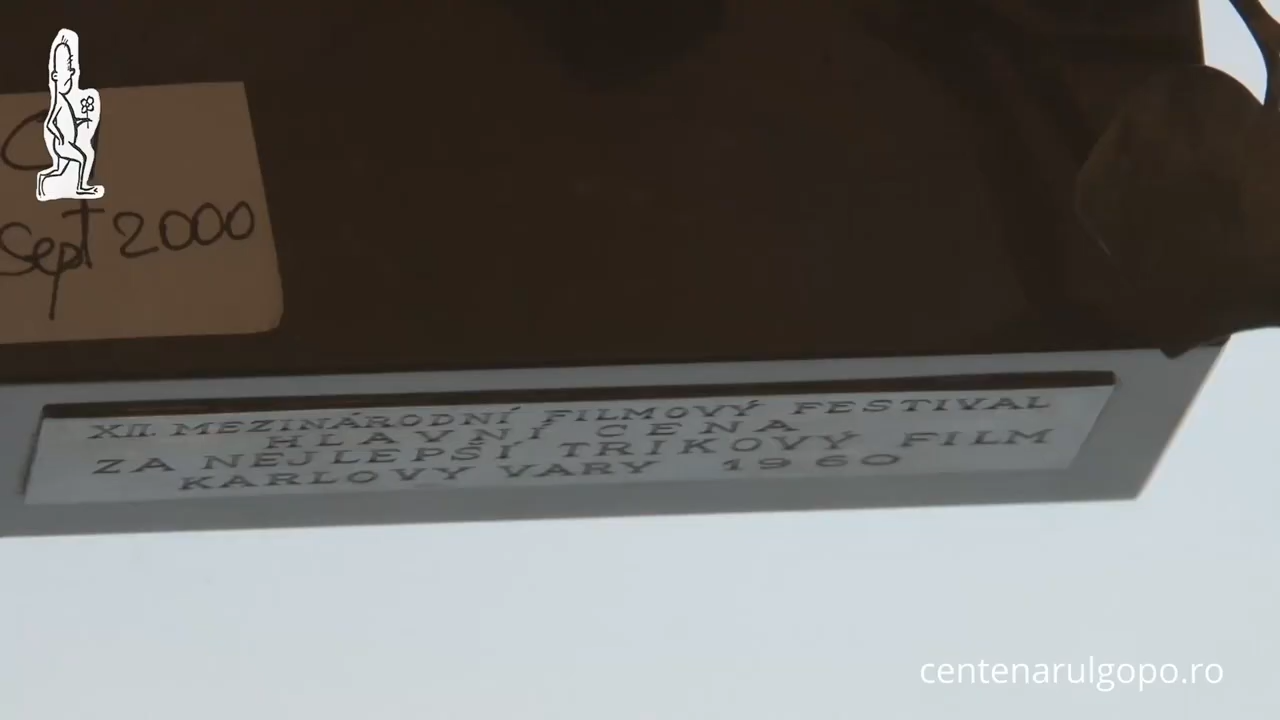 Sept 2000
XII. MEZINÁRODNÍ FILMOVÝ FESTIVAL
HLAVNÍ CENA
ZA NEJLEPŠÍ TRIKOVÝ FILM
KARLOVY VARY 1960
centenarulgopo.ro